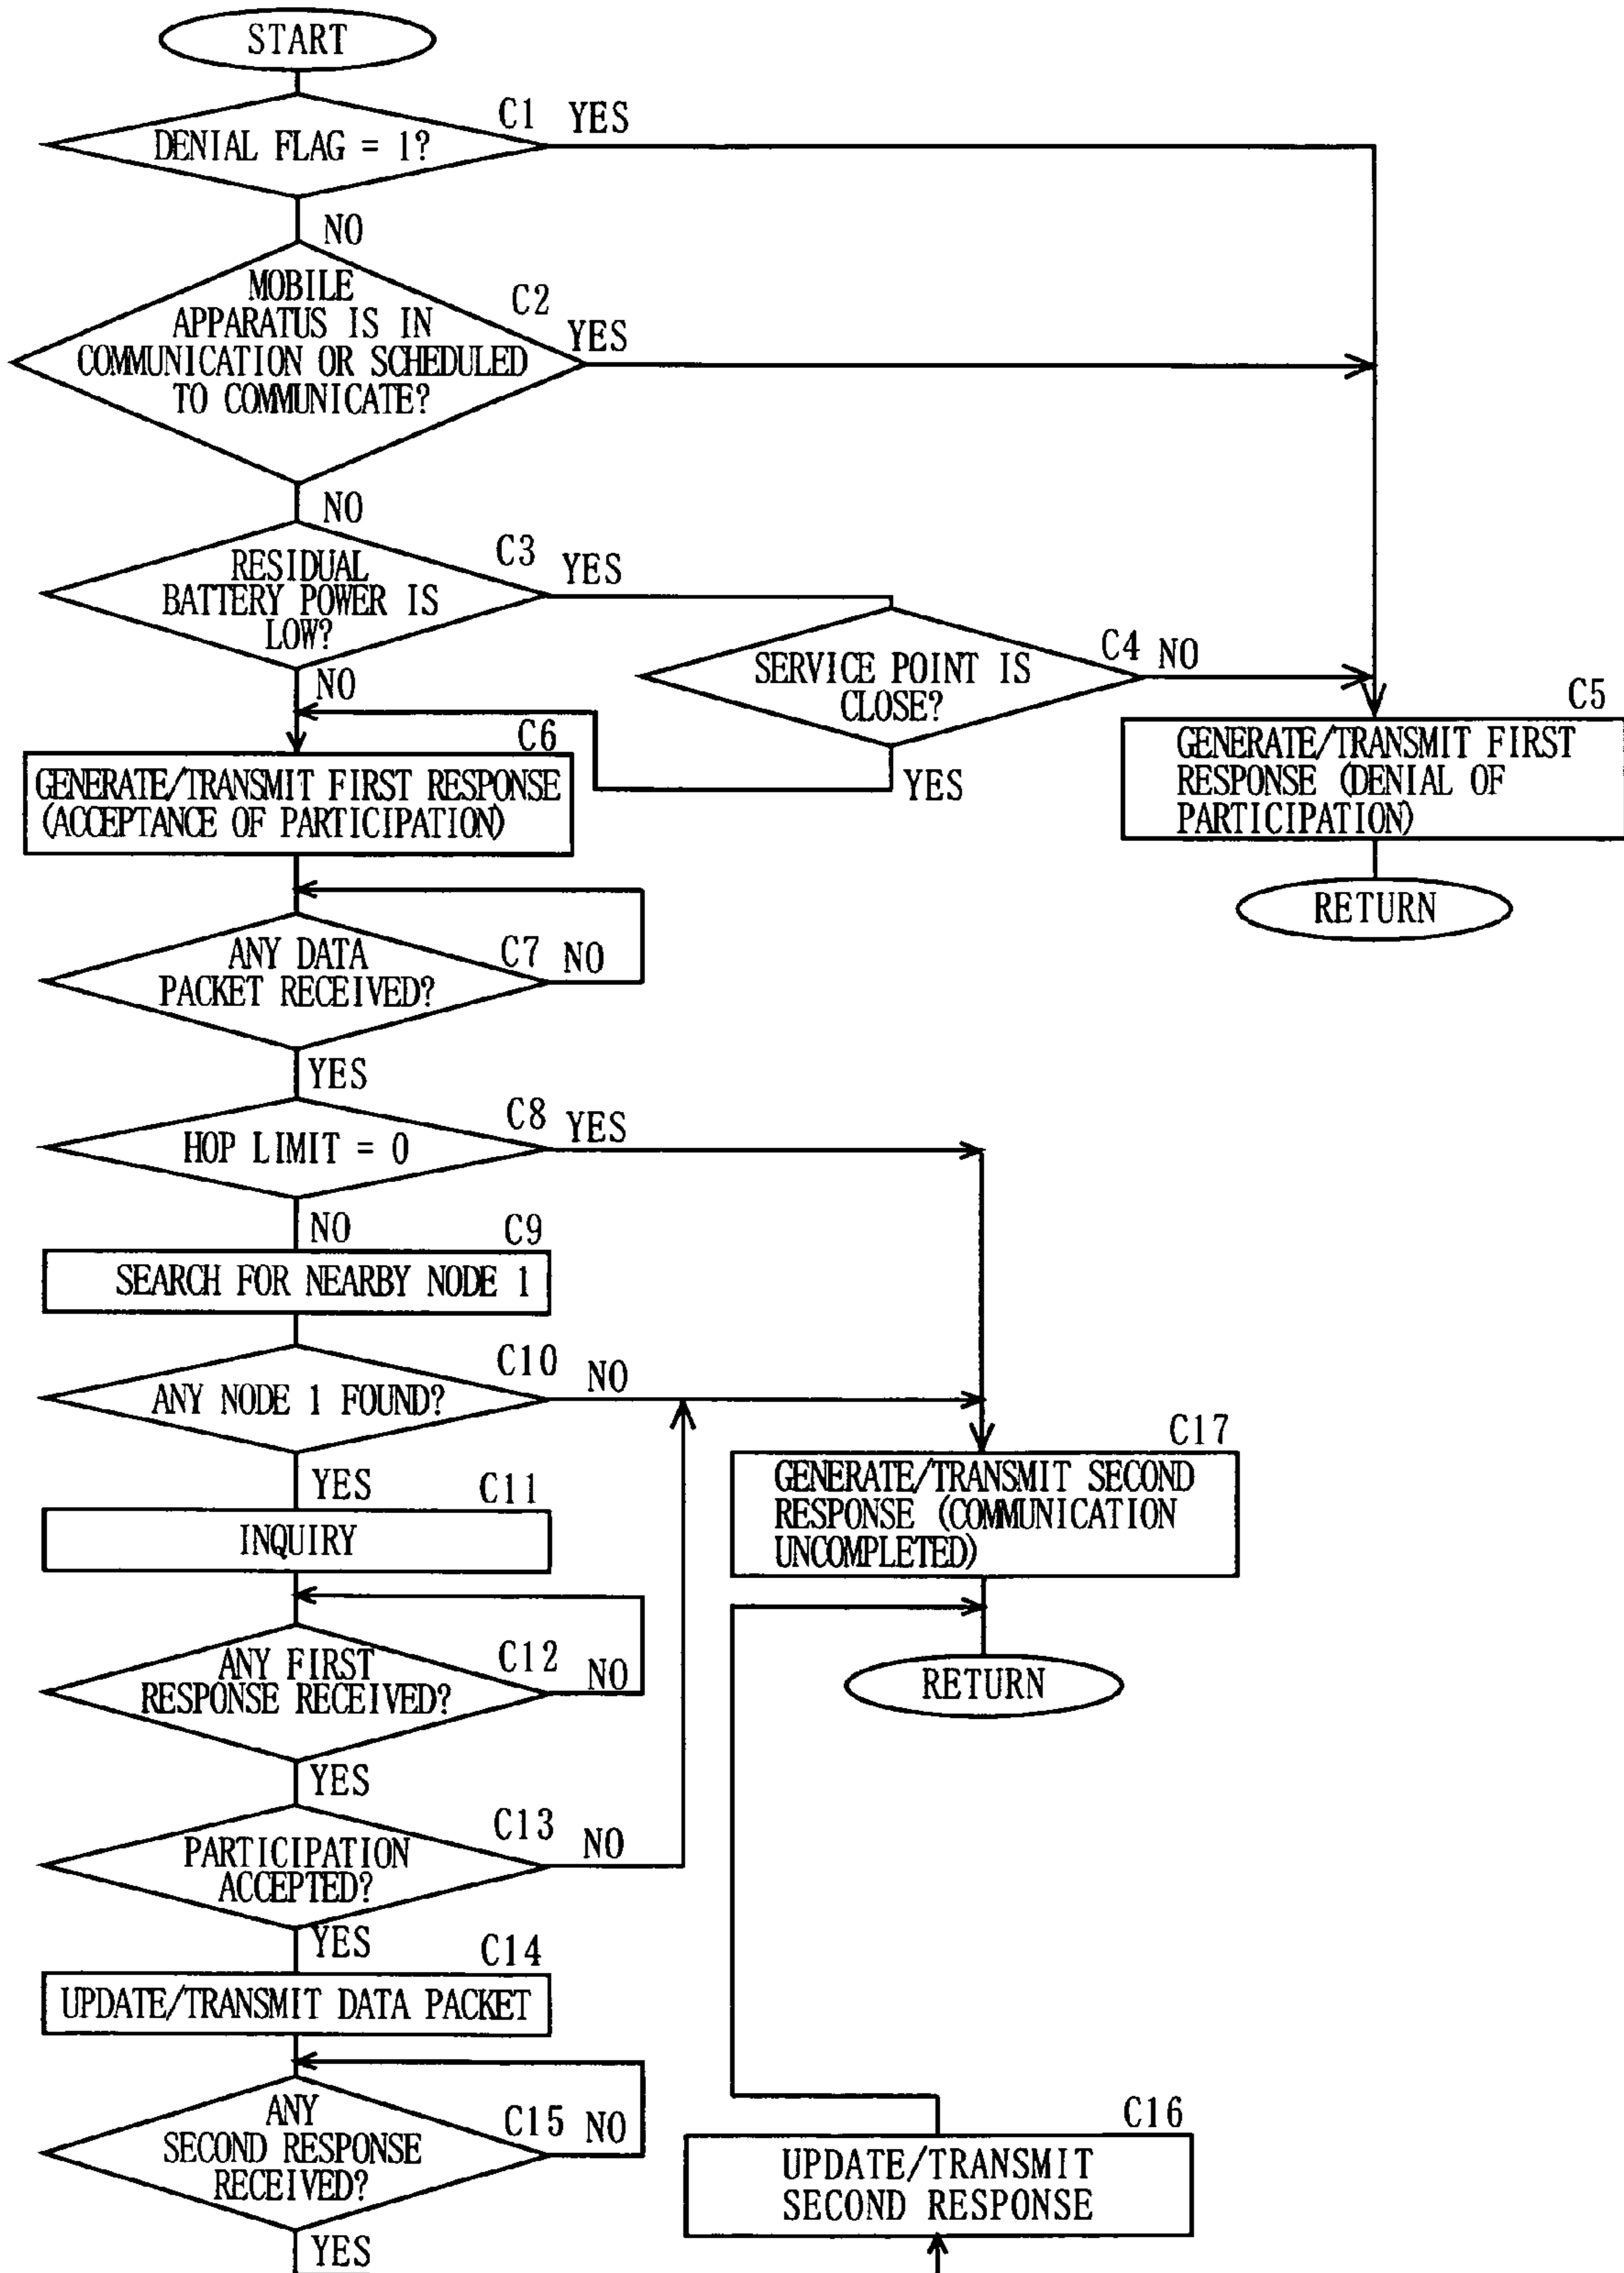 START
C1 YES
DENIAL FLAG = 1?
NO
MOBILE
APPARATUS IS IN
COMMUNICATION OR SCHEDULED
TO COMMUNICATE?
C2
YES
NO
RESIDUAL
BATTERY POWER IS
LOW?
C3
YES
NO
SERVICE POINT IS
CLOSE?
C4 NO
YES
C5
GENERATE/TRANSMIT FIRST
RESPONSE (DENIAL OF
PARTICIPATION)
RETURN
C6
GENERATE/TRANSMIT FIRST RESPONSE
(ACCEPTANCE OF PARTICIPATION)
ANY DATA
PACKET RECEIVED?
C7 NO
YES
C8 YES
HOP LIMIT = 0
NO
C9
SEARCH FOR NEARBY NODE 1
C10 NO
ANY NODE 1 FOUND?
YES
C11
INQUIRY
C17
GENERATE/TRANSMIT SECOND
RESPONSE (COMMUNICATION
UNCOMPLETED)
RETURN
ANY FIRST
RESPONSE RECEIVED?
C12
NO
YES
C13
NO
PARTICIPATION
ACCEPTED?
YES
C14
UPDATE/TRANSMIT DATA PACKET
ANY
SECOND RESPONSE
RECEIVED?
C15 NO
YES
C16
UPDATE/TRANSMIT
SECOND RESPONSE